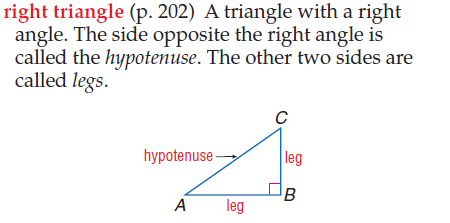 right triangle (p. 202) A triangle with a right
angle. The side opposite the right angle is
called the hypotenuse. The other two sides are
called legs.
C
hypotenuse
leg
B
A
leg